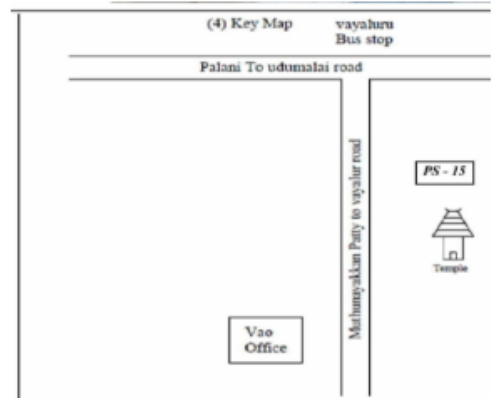 (4) Key Map
vayaluru
Bus stop
Palani To udumalai road
Muthunayakkan Patty to vayalur road
PS - 15
Temple
Vao
Office